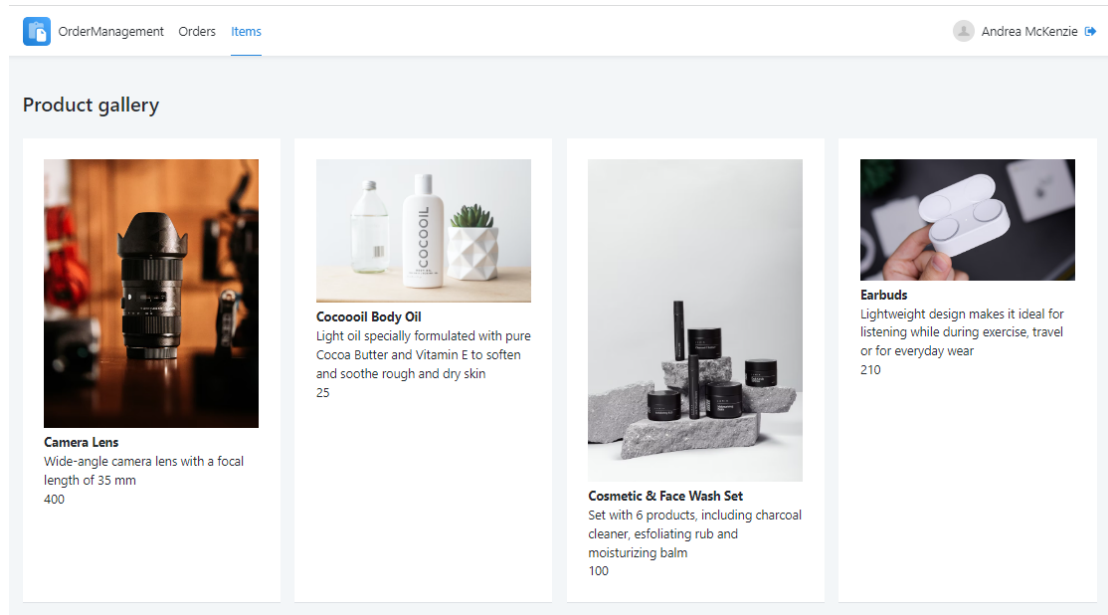 OrderManagement Orders Items Andrea McKenzie
Product gallery
COCOOIL
Camera Lens
Wide-angle camera lens with a focal
length of 35 mm
400
Cocoooil Body Oil
Light oil specially formulated with pure
Cocoa Butter and Vitamin E to soften
and soothe rough and dry skin
25
Cosmetic & Face Wash Set
Set with 6 products, including charcoal
cleaner, esfoliating rub and
moisturizing balm
100
Earbuds
Lightweight design makes it ideal for
listening while during exercise, travel
or for everyday wear
210